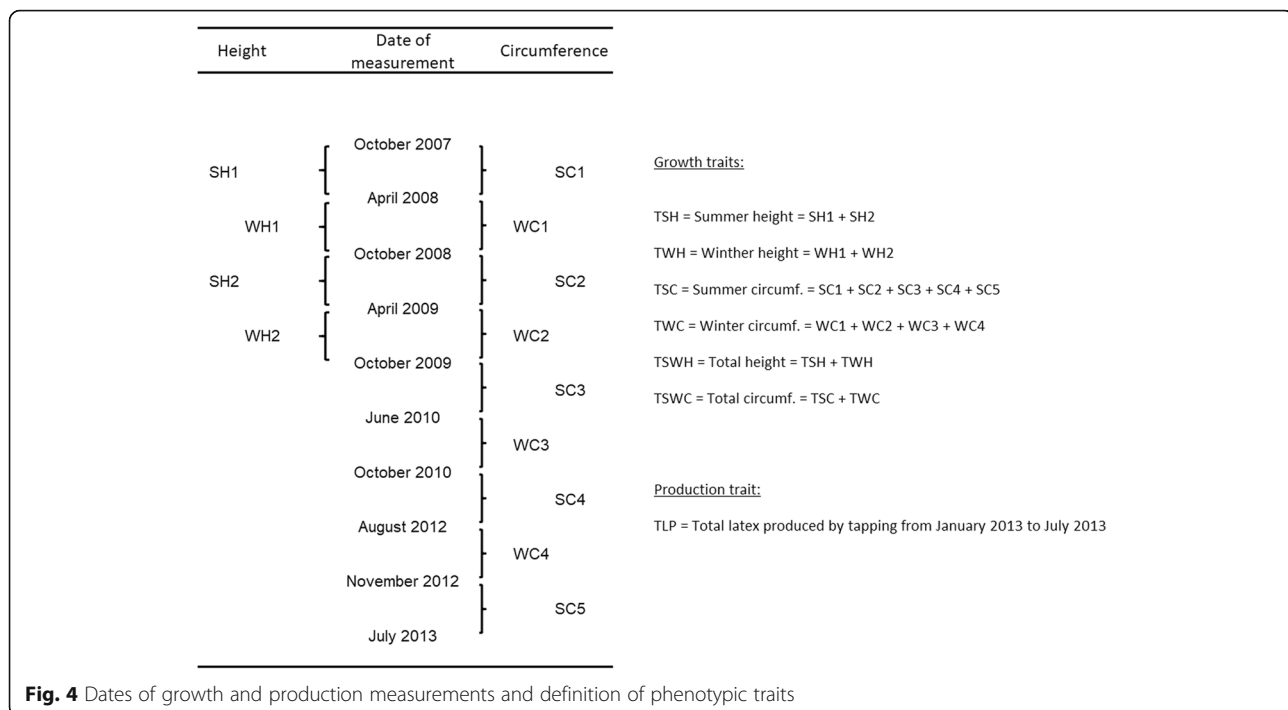 Height
Date of
measurement
Circumference
October 2007
SH1
SC1
April 2008
WH1
WC1
October 2008
SH2
SC2
April 2009
WH2
WC2
October 2009
SC3
June 2010
WC3
October 2010
SC4
August 2012
WC4
November 2012
SC5
July 2013
Growth traits:
TSH = Summer height = SH1 + SH2
TWH = Winther height = WH1 + WH2
TSC = Summer circumf. = SC1 + SC2 + SC3 + SC4 + SC5
TWC = Winter circumf. = WC1 + WC2 + WC3 + WC4
TSWH = Total height = TSH + TWH
TSWC = Total circumf. = TSC + TWC
Production trait:
TLP = Total latex produced by tapping from January 2013 to July 2013
Fig. 4 Dates of growth and production measurements and definition of phenotypic traits